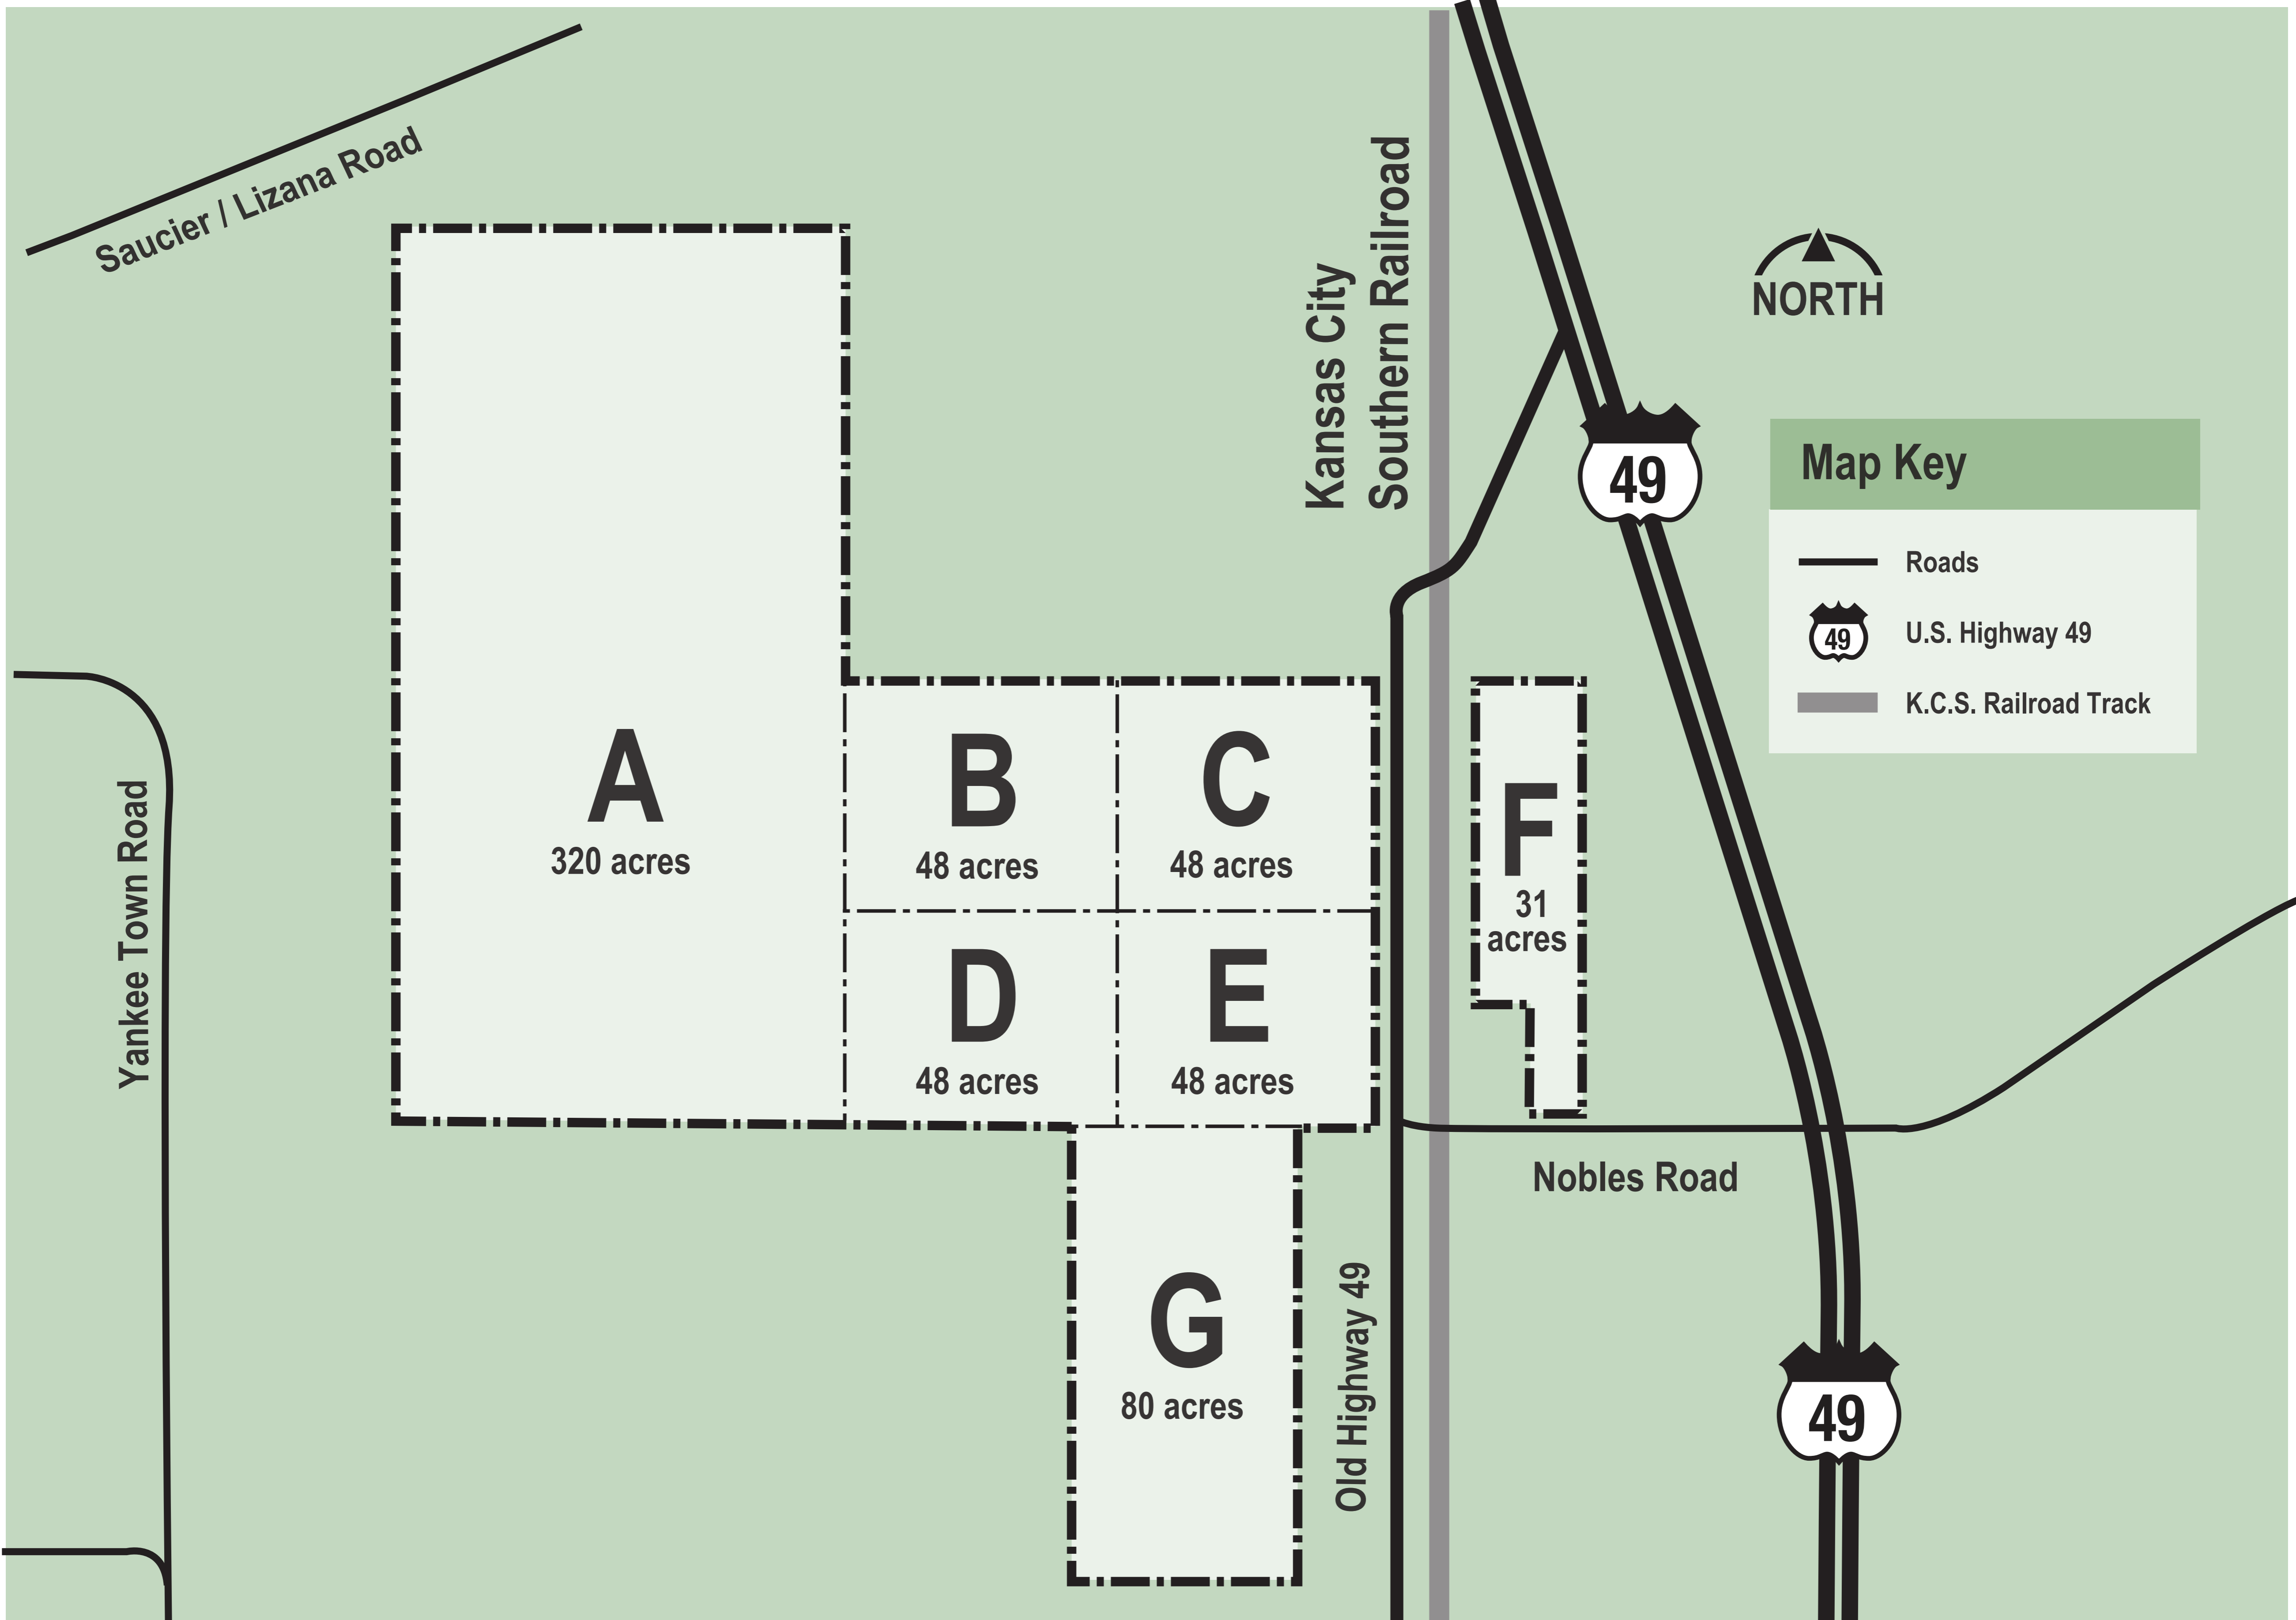 Saucier / Lizana Road
Kansas City
Southern Railroad
NORTH
49
Map Key
Roads
49
U.S. Highway 49
K.C.S. Railroad Track
Yankee Town Road
A
320 acres
B
48 acres
C
48 acres
F
31
acres
D
48 acres
E
48 acres
Nobles Road
G
80 acres
Old Highway 49
49